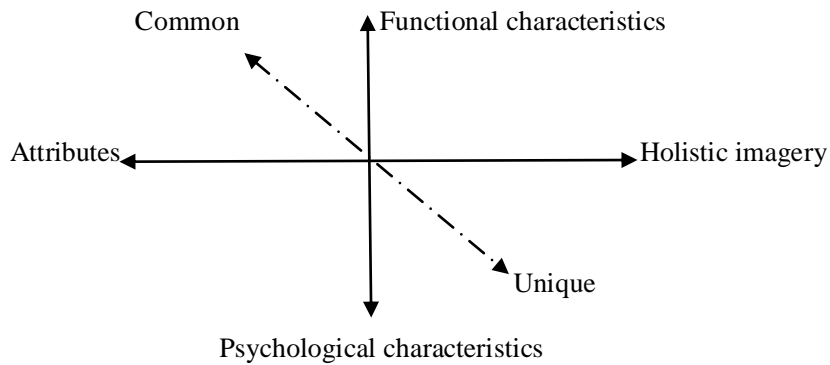 Common
Functional characteristics
Attributes
Holistic imagery
Unique
Psychological characteristics